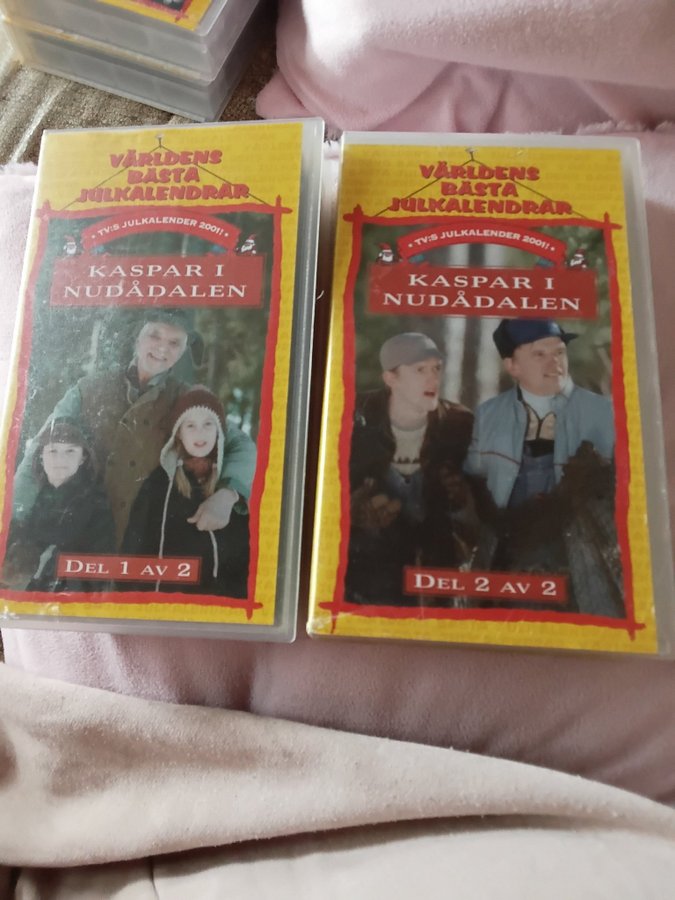 VÄRLDENS
BÄSTA
JULKALENDRAR
• TV:S JULKALENDER 2001! •
KASPAR I
NUDÅDALEN
DEL 1 AV 2
VÄRLDENS
BÄSTA
JULKALENDRAR
• TV:S JULKALENDER 2001! •
KASPAR I
NUDÅDALEN
DEL 2 AV 2